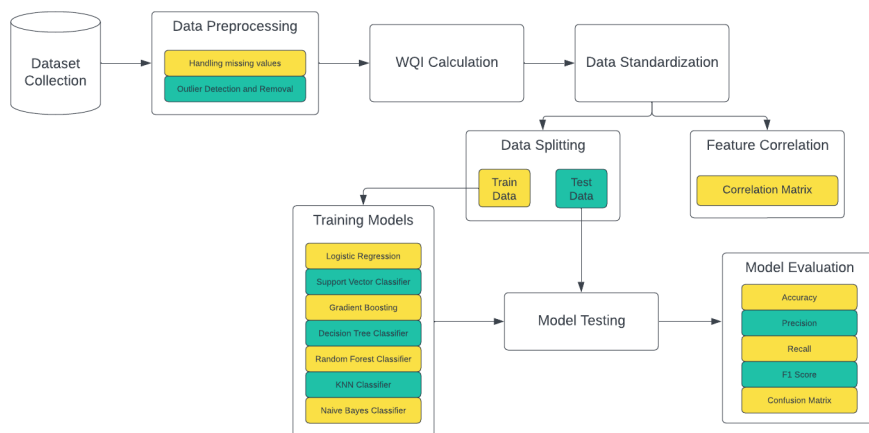 Dataset
Collection
Data Preprocessing
Handling missing values
Outlier Detection and Removal
WQI Calculation
Data Standardization
Data Splitting
Train
Data
Test
Data
Feature Correlation
Correlation Matrix
Training Models
Logistic Regression
Support Vector Classifier
Gradient Boosting
Decision Tree Classifier
Random Forest Classifier
KNN Classifier
Naive Bayes Classifier
Model Testing
Model Evaluation
Accuracy
Precision
Recall
F1 Score
Confusion Matrix